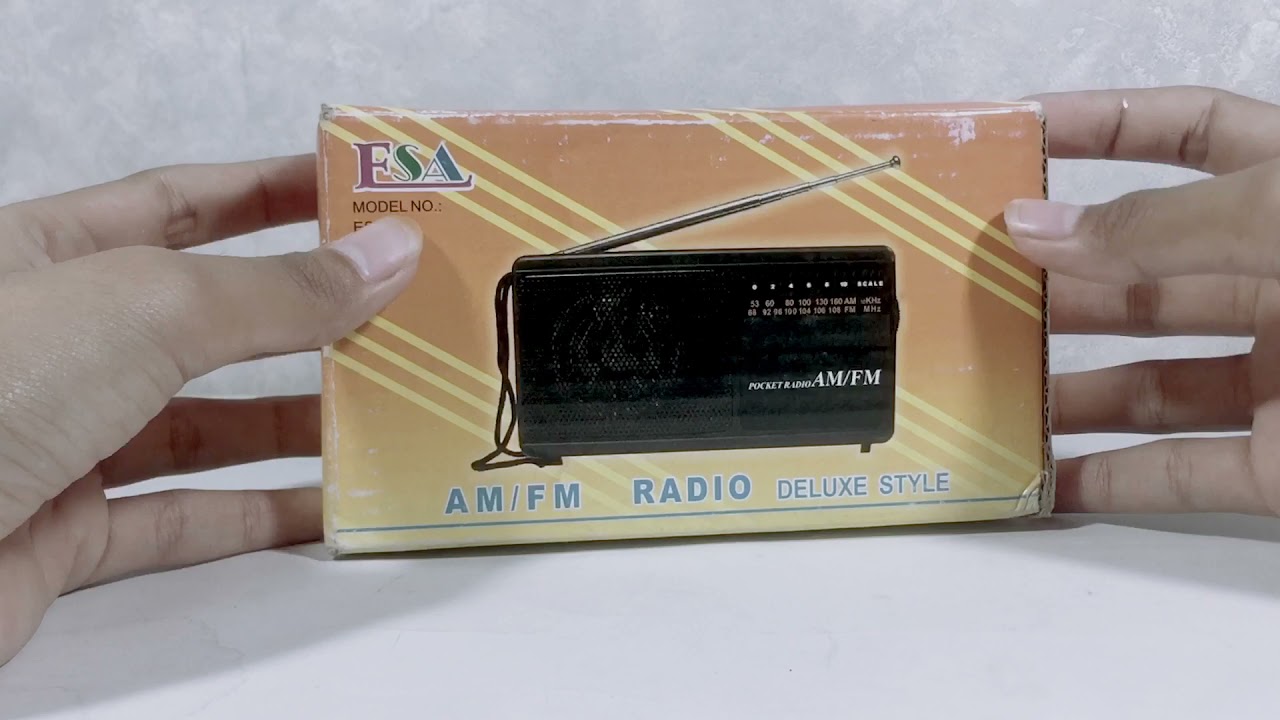 ESA
MODEL NO.:
0 2 4 6 8 10 SCALE
53 60 80 100 130 160 AM xKHz
88 92 96 100 104 106 108 FM MHz
POCKET RADIO AM/FM
AM/FM RADIO DELUXE STYLE